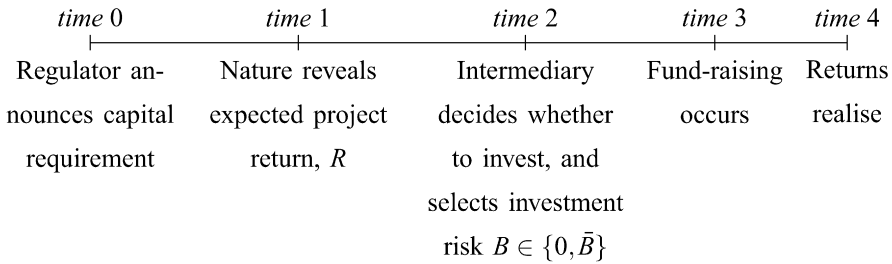 time 0 time 1 time 2 time 3 time 4
Regulator an-
nounces capital
requirement
Nature reveals
expected project
return, R
Intermediary
decides whether
to invest, and
selects investment
risk B ∈ {0, B̄}
Fund-raising
occurs
Returns
realise